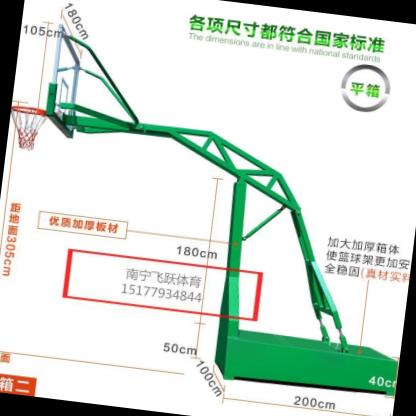 各项尺寸都符合国家标准
The dimensions are in line with national standards
平箱
180cm
105cm
距地面305cm
优质加厚板材
180cm
加大加厚箱体
使篮球架更加安
全稳固(真材实料
南宁飞跃体育
15177934844
50cm
100cm
200cm
40cm
面
箱二